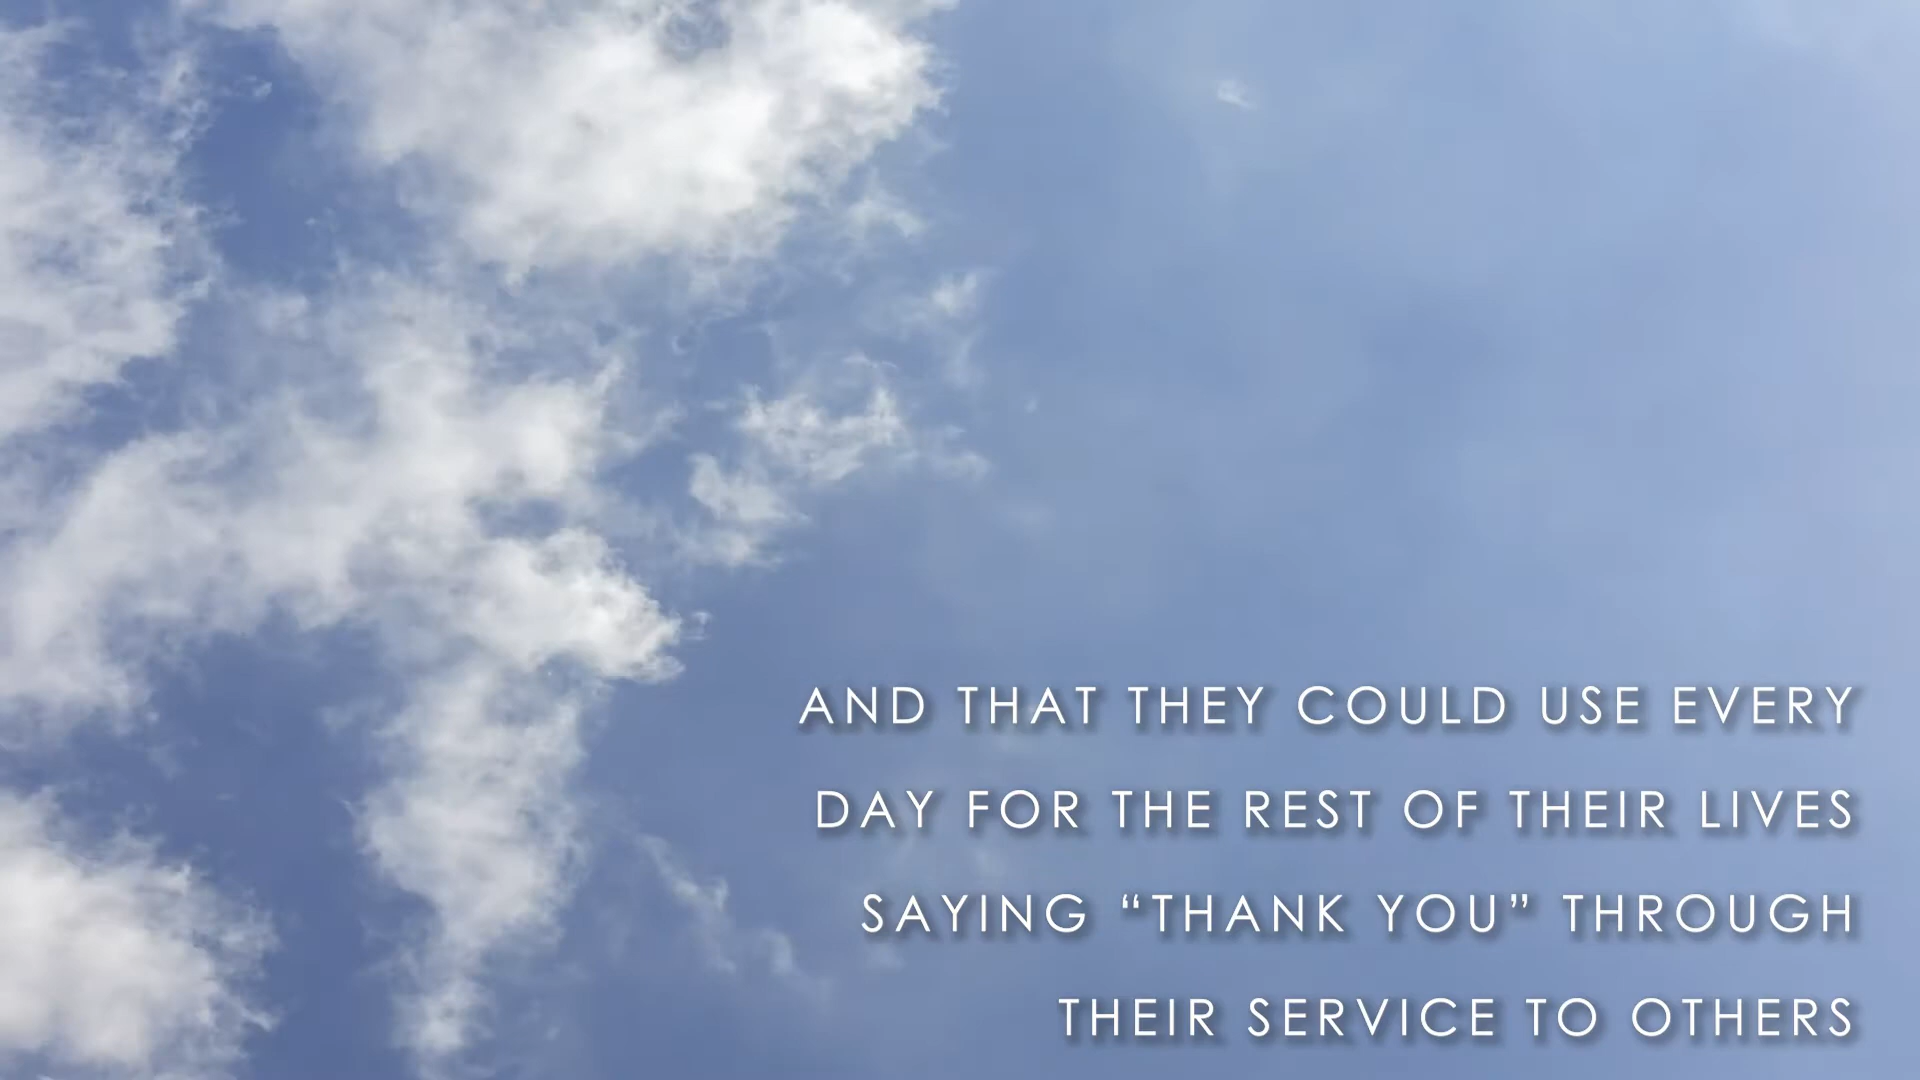 AND THAT THEY COULD USE EVERY
DAY FOR THE REST OF THEIR LIVES
SAYING “THANK YOU” THROUGH
THEIR SERVICE TO OTHERS